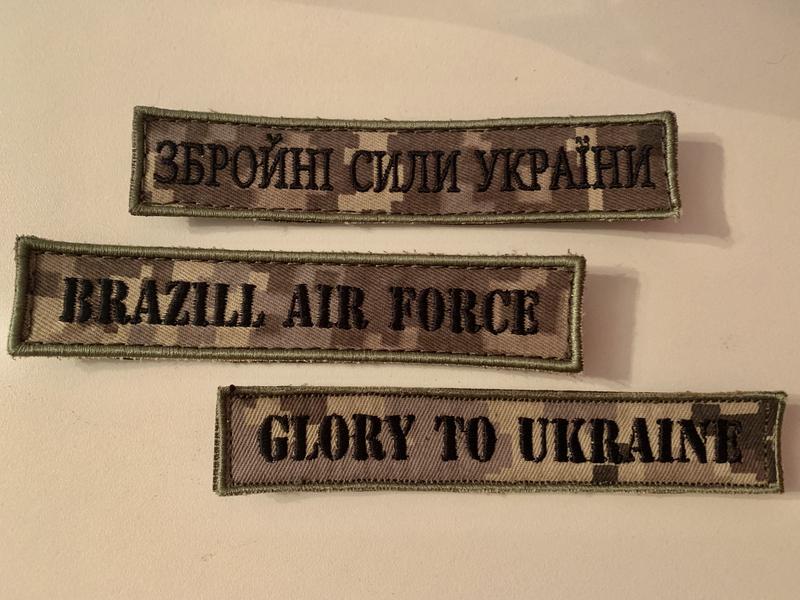 ЗБРОЙНІ СИЛИ УКРАЇНИ
BRAZILL AIR FORCE
GLORY TO UKRAINE